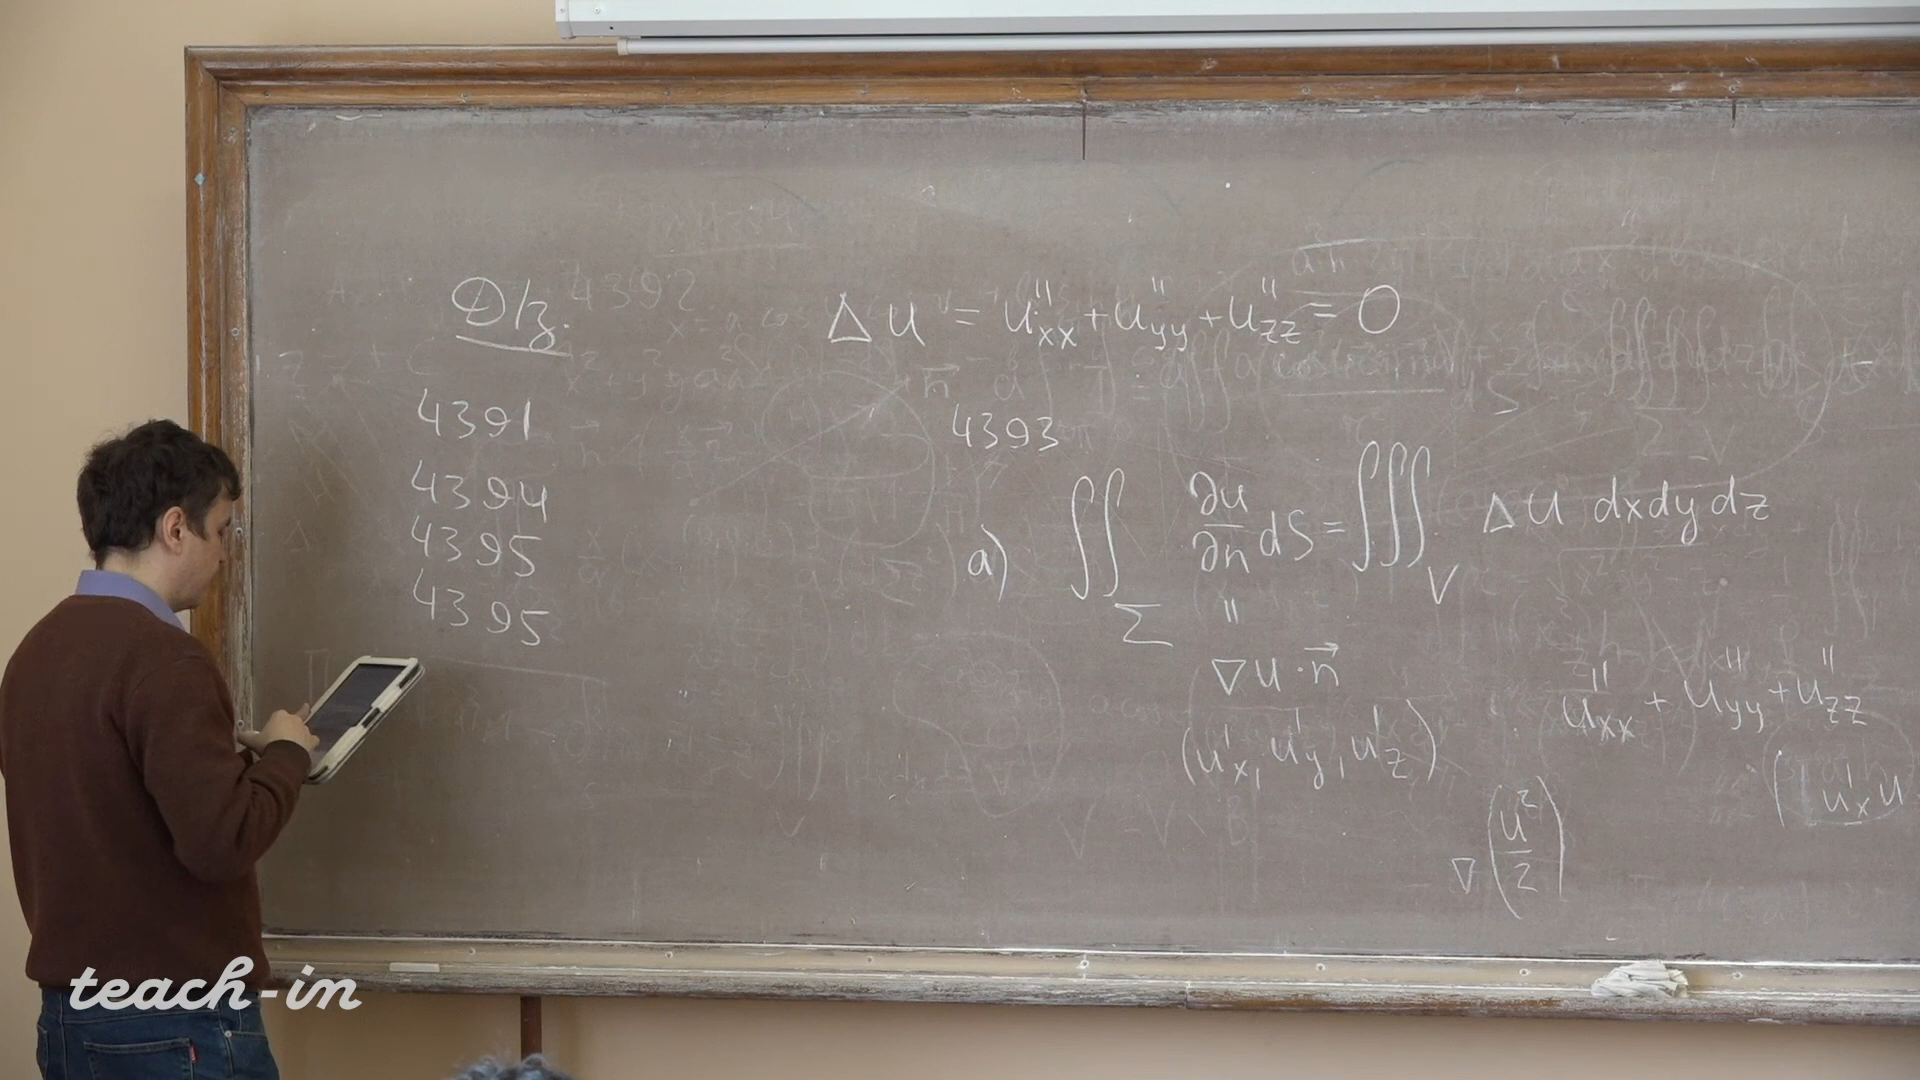 Д/з.
4391
4394
4395
4395
Δu = u''xx + u''yy + u''zz = 0
4393
a) ∬Σ ∂u/∂n dS = ∭V Δu dxdydz
"
∇u · n⃗
(u'x, u'y, u'z)
u''xx + u''yy + u''zz
(u'x u
∇(u²/2)
teach-in